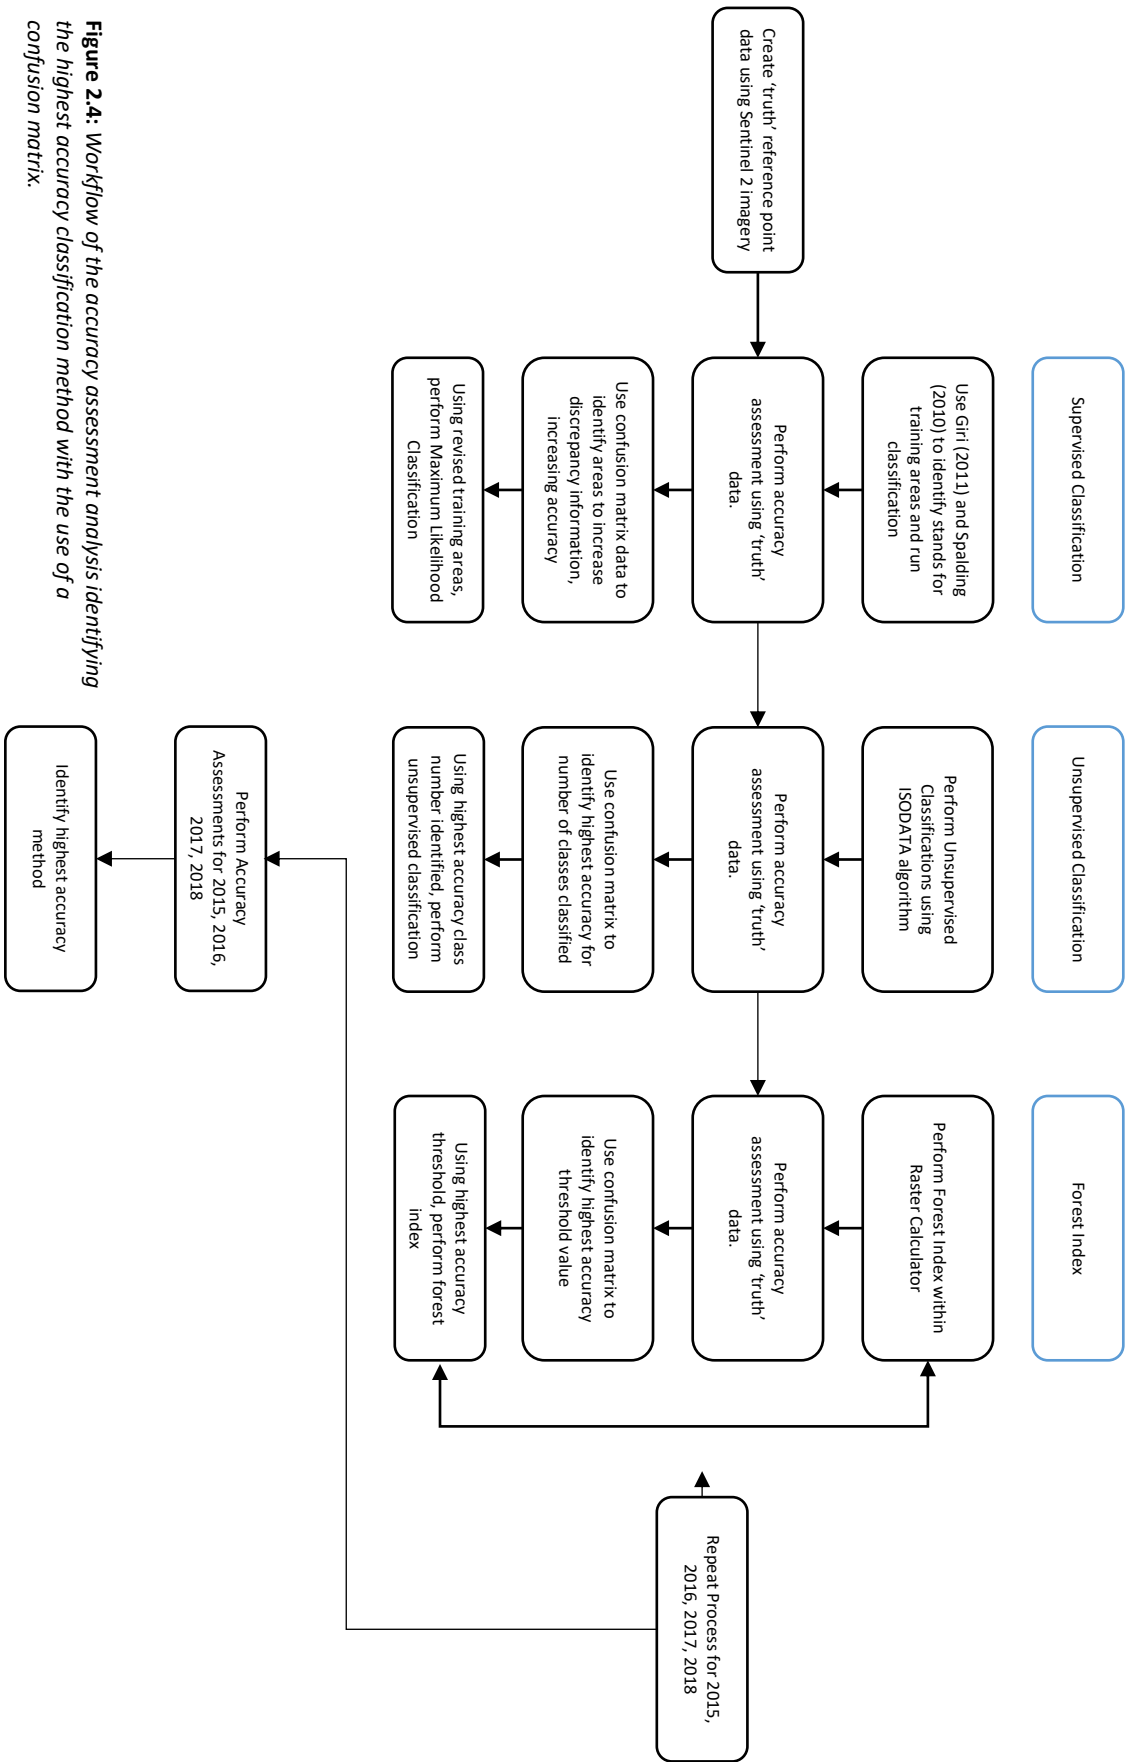 Supervised Classification
Unsupervised Classification
Forest Index
Use Giri (2011) and Spalding
(2010) to identify stands for
training areas and run
classification
Perform Unsupervised
Classifications using
ISODATA algorithm
Perform Forest Index within
Raster Calculator
Create ‘truth’ reference point
data using Sentinel 2 imagery
Perform accuracy
assessment using ‘truth’
data.
Perform accuracy
assessment using ‘truth’
data.
Perform accuracy
assessment using ‘truth’
data.
Repeat Process for 2015,
2016, 2017, 2018
Use confusion matrix data to
identify areas to increase
discrepancy information,
increasing accuracy
Use confusion matrix to
identify highest accuracy for
number of classes classified
Use confusion matrix to
identify highest accuracy
threshold value
Using revised training areas,
perform Maximum Likelihood
Classification
Using highest accuracy class
number identified, perform
unsupervised classification
Using highest accuracy
threshold, perform forest
index
Perform Accuracy
Assessments for 2015, 2016,
2017, 2018
Identify highest accuracy
method
Figure 2.4: Workflow of the accuracy assessment analysis identifying
the highest accuracy classification method with the use of a
confusion matrix.